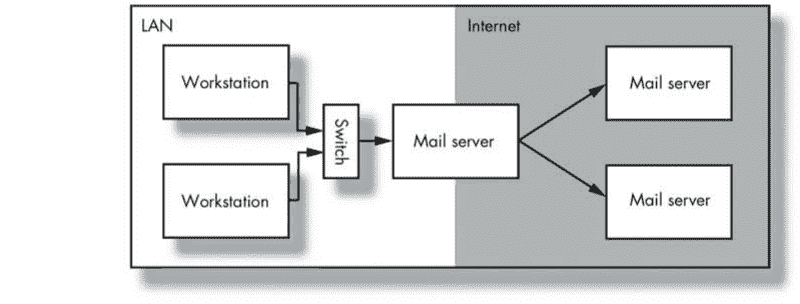 LAN
Internet
Workstation
Mail server
Switch
Mail server
Workstation
Mail server